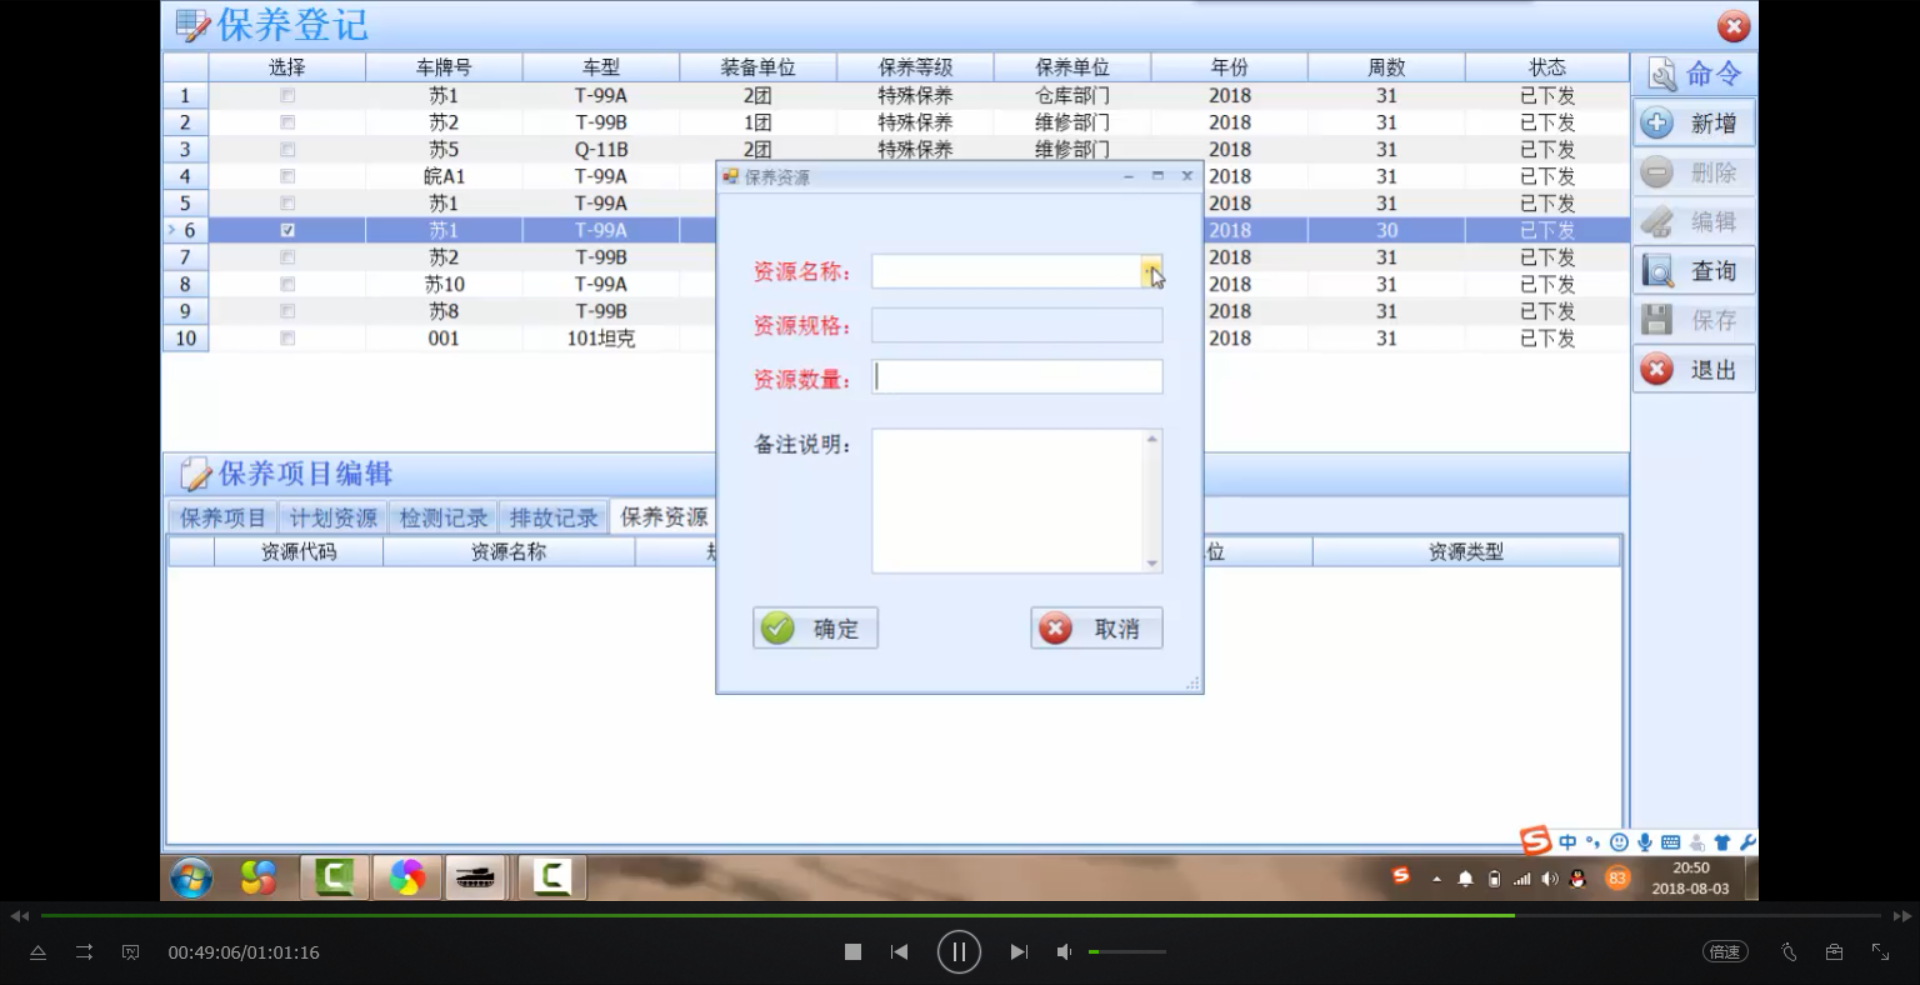 保养登记
选择 车牌号 车型 装备单位 保养等级 保养单位 年份 周数 状态
1 苏1 T-99A 2团 特殊保养 仓库部门 2018 31 已下发
2 苏2 T-99B 1团 特殊保养 维修部门 2018 31 已下发
3 苏5 Q-11B 2团 特殊保养 维修部门 2018 31 已下发
4 皖A1 T-99A 2018 31 已下发
5 苏1 T-99A 2018 31 已下发
6 苏1 T-99A 2018 30 已下发
7 苏2 T-99B 2018 31 已下发
8 苏10 T-99A 2018 31 已下发
9 苏8 T-99B 2018 31 已下发
10 001 101坦克 2018 31 已下发
命令
新增
删除
编辑
查询
保存
退出
保养资源
资源名称：
资源规格：
资源数量：
备注说明：
确定 取消
保养项目编辑
保养项目 计划资源 检测记录 排故记录 保养资源
资源代码 资源名称 位 资源类型
中
83
20:50
2018-08-03
00:49:06/01:01:16
倍速